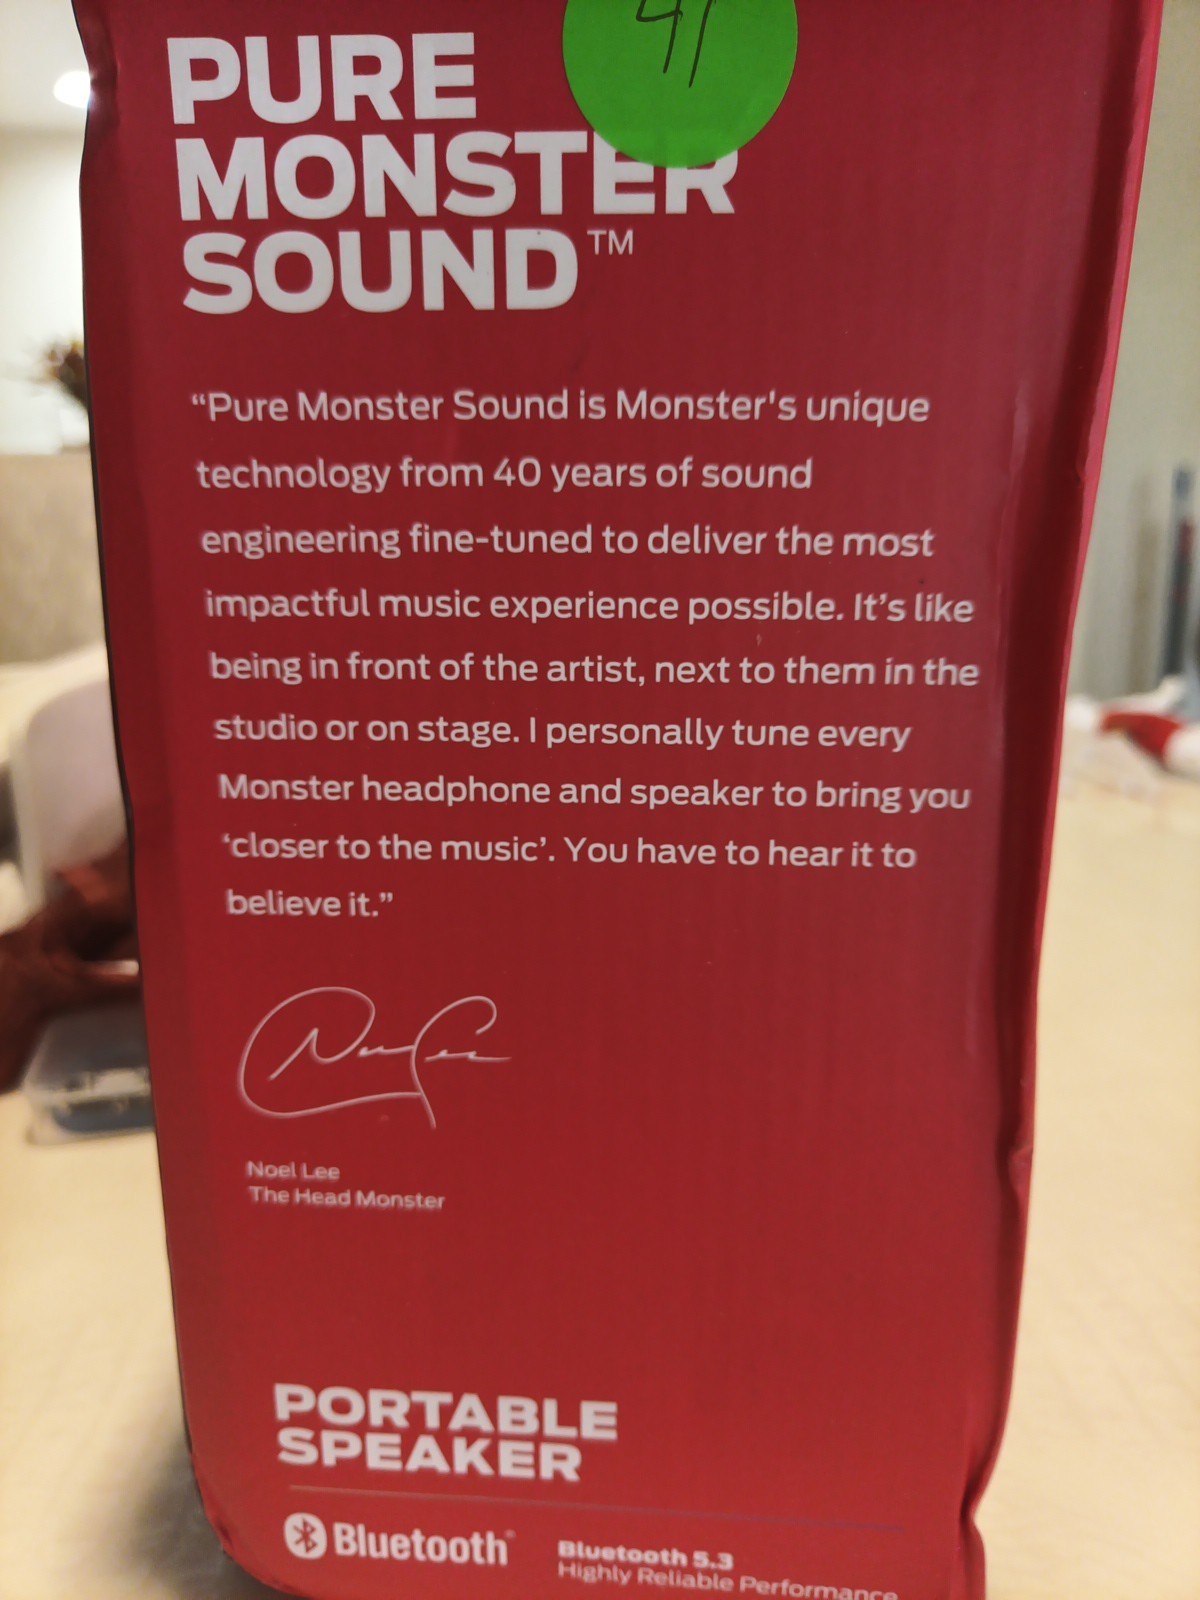 41
PURE
MONSTER
SOUND™
“Pure Monster Sound is Monster's unique
technology from 40 years of sound
engineering fine-tuned to deliver the most
impactful music experience possible. It’s like
being in front of the artist, next to them in the
studio or on stage. I personally tune every
Monster headphone and speaker to bring you
‘closer to the music’. You have to hear it to
believe it.”
Noel Lee
Noel Lee
The Head Monster
PORTABLE
SPEAKER
Bluetooth®
Bluetooth 5.3
Highly Reliable Performance